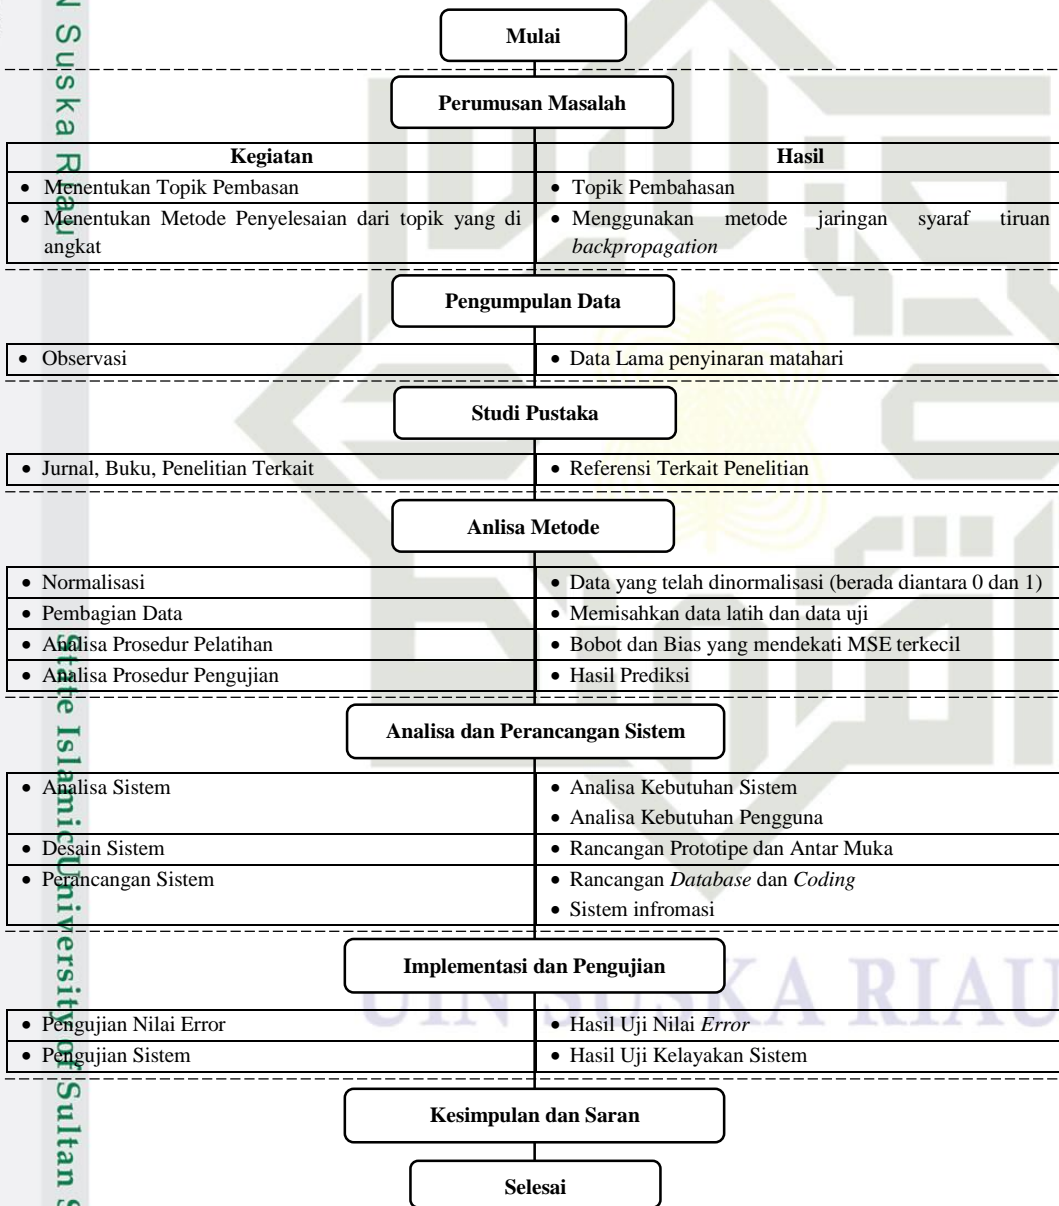 Mulai
Perumusan Masalah
Kegiatan
Hasil
• Menentukan Topik Pembasan
• Topik Pembahasan
• Menentukan Metode Penyelesaian dari topik yang di
angkat
• Menggunakan metode jaringan syaraf tiruan
backpropagation
Pengumpulan Data
• Observasi
• Data Lama penyinaran matahari
Studi Pustaka
• Jurnal, Buku, Penelitian Terkait
• Referensi Terkait Penelitian
Anlisa Metode
• Normalisasi
• Data yang telah dinormalisasi (berada diantara 0 dan 1)
• Pembagian Data
• Memisahkan data latih dan data uji
• Analisa Prosedur Pelatihan
• Bobot dan Bias yang mendekati MSE terkecil
• Analisa Prosedur Pengujian
• Hasil Prediksi
Analisa dan Perancangan Sistem
• Analisa Sistem
• Analisa Kebutuhan Sistem
• Analisa Kebutuhan Pengguna
• Desain Sistem
• Rancangan Prototipe dan Antar Muka
• Perancangan Sistem
• Rancangan Database dan Coding
• Sistem infromasi
Implementasi dan Pengujian
• Pengujian Nilai Error
• Hasil Uji Nilai Error
• Pengujian Sistem
• Hasil Uji Kelayakan Sistem
Kesimpulan dan Saran
Selesai
UIN SUSKA RIAU
N Suska Riau
State Islamic University of Sultan S